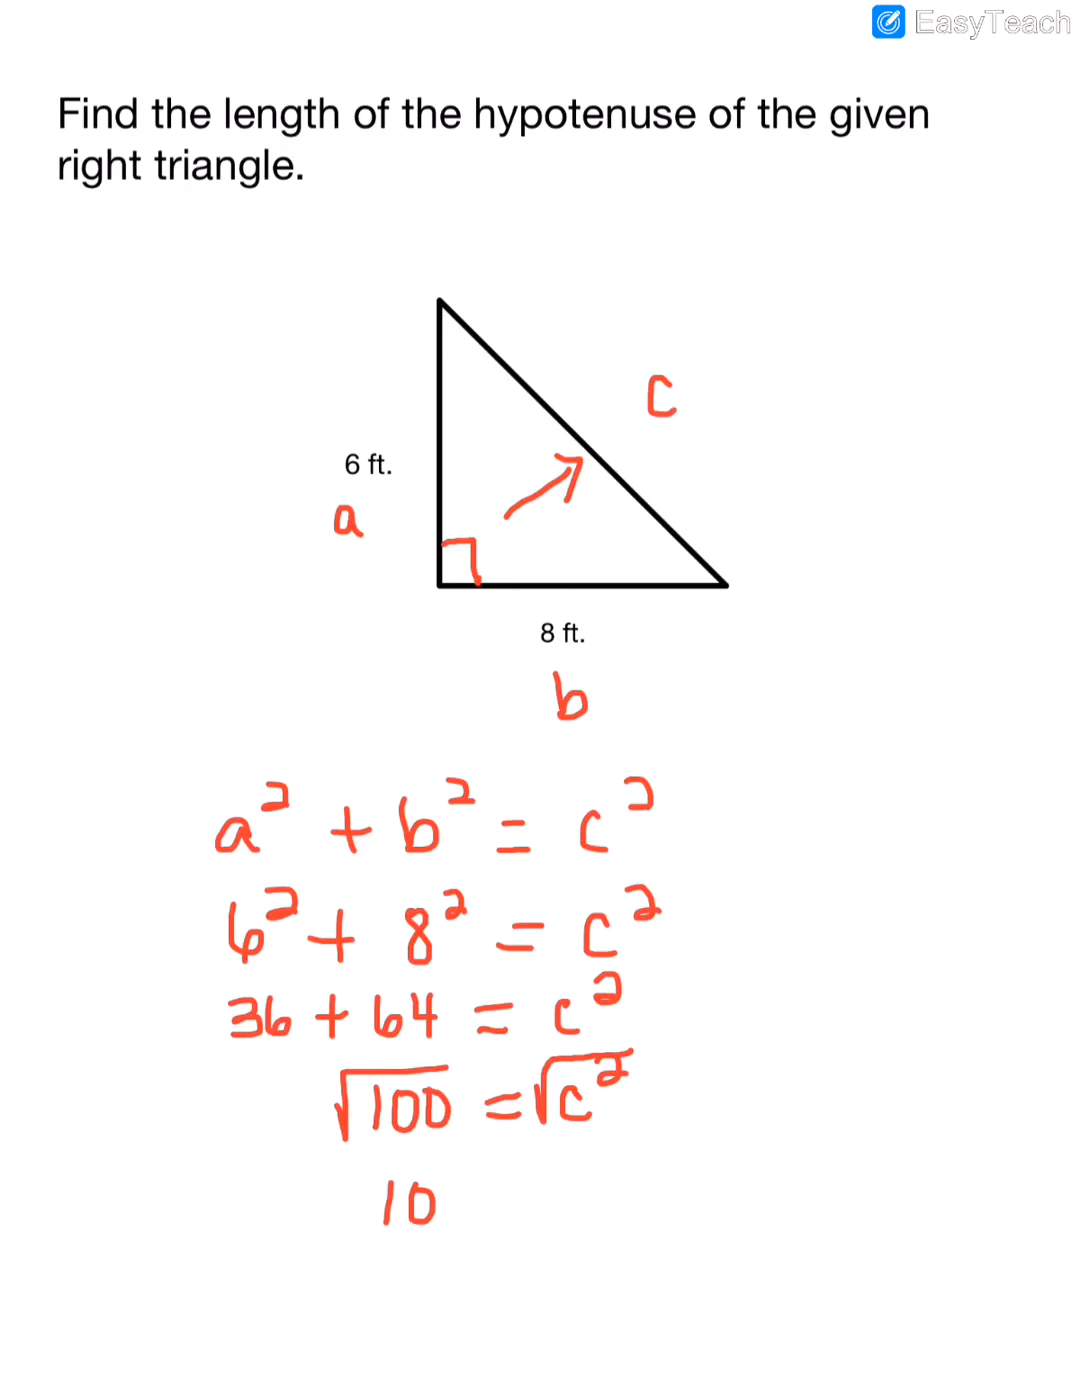 EasyTeach
Find the length of the hypotenuse of the given
right triangle.
c
6 ft.
a
8 ft.
b
a² + b² = c²
6² + 8² = c²
36 + 64 = c²
√100 = √c²
10